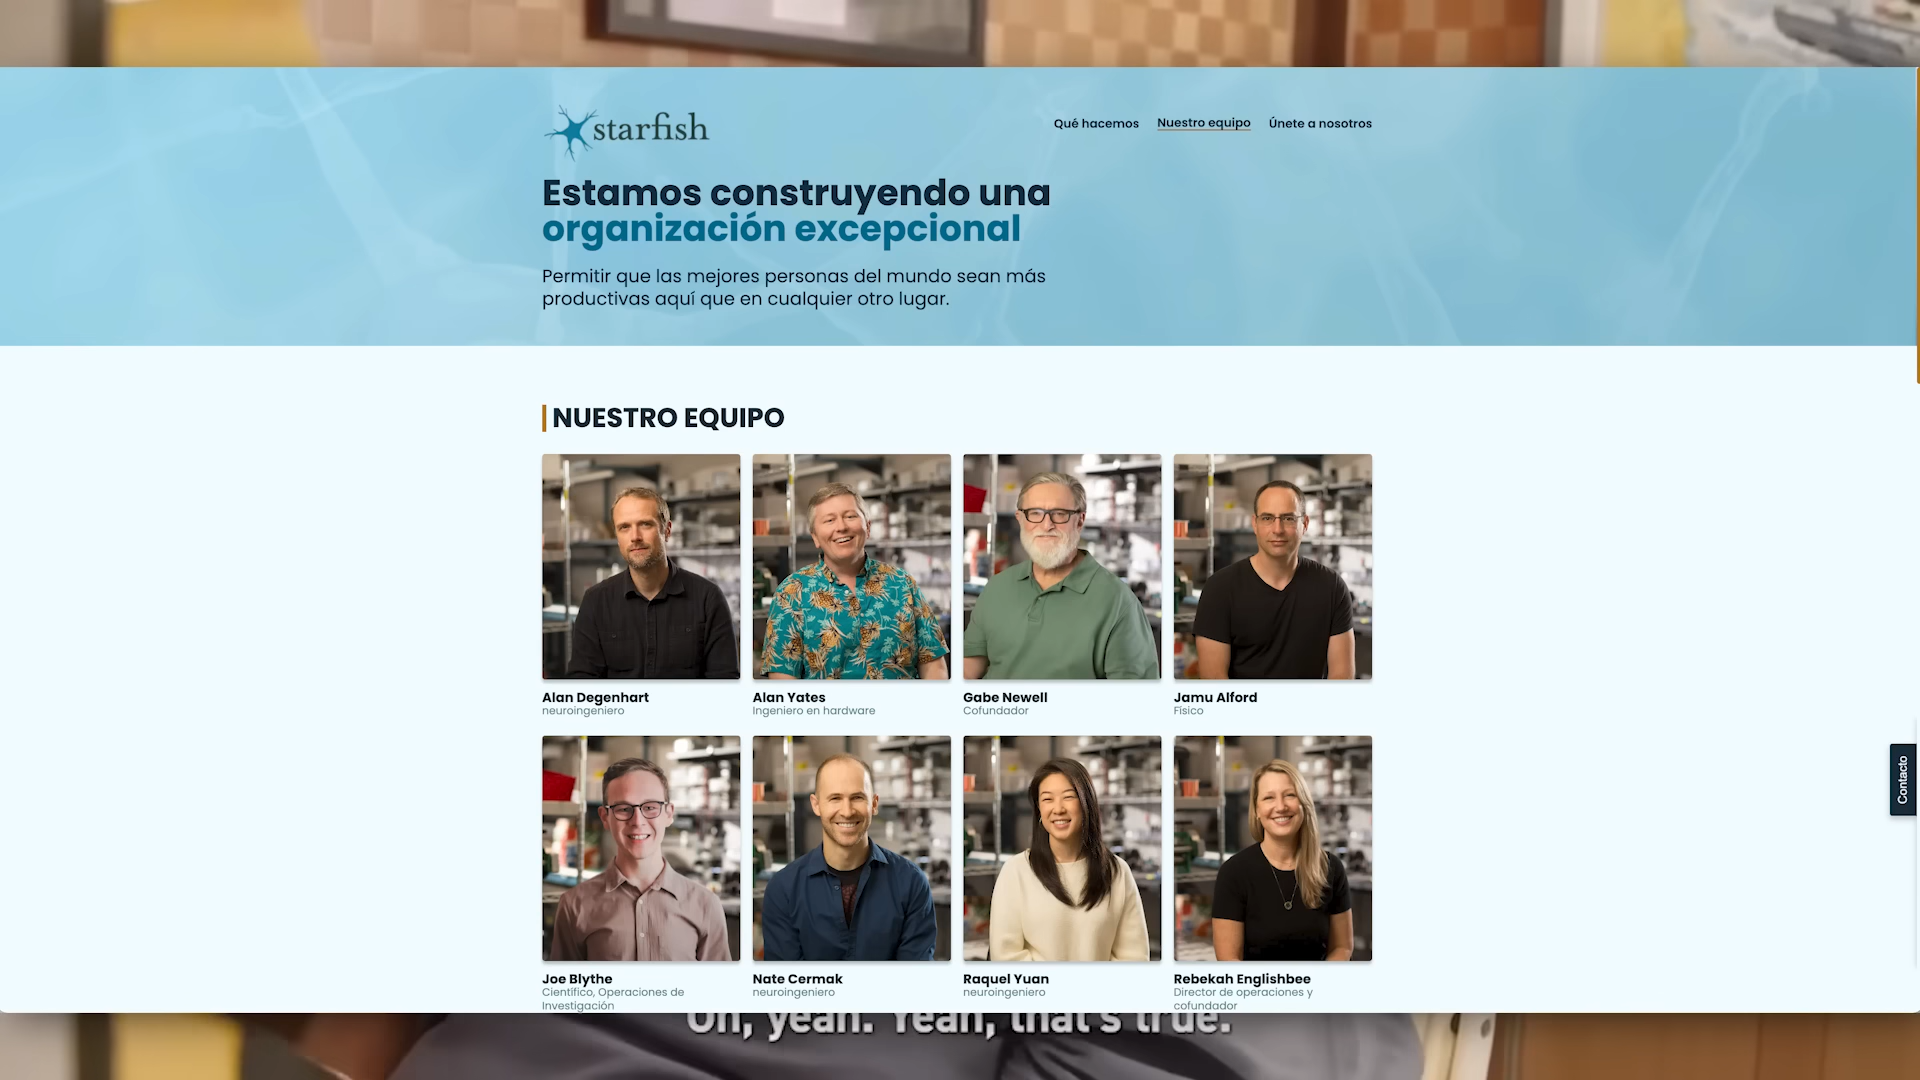 starfish
Qué hacemos
Nuestro equipo
Únete a nosotros
Estamos construyendo una
organización excepcional
Permitir que las mejores personas del mundo sean más
productivas aquí que en cualquier otro lugar.
NUESTRO EQUIPO
Alan Degenhart
neuroingeniero
Alan Yates
Ingeniero en hardware
Gabe Newell
Cofundador
Jamu Alford
Físico
Joe Blythe
Científico, Operaciones de
Investigación
Nate Cermak
neuroingeniero
Raquel Yuan
neuroingeniero
Rebekah Englishbee
Director de operaciones y
cofundador
Contacto
Oh, yeah. Yeah, that's true.